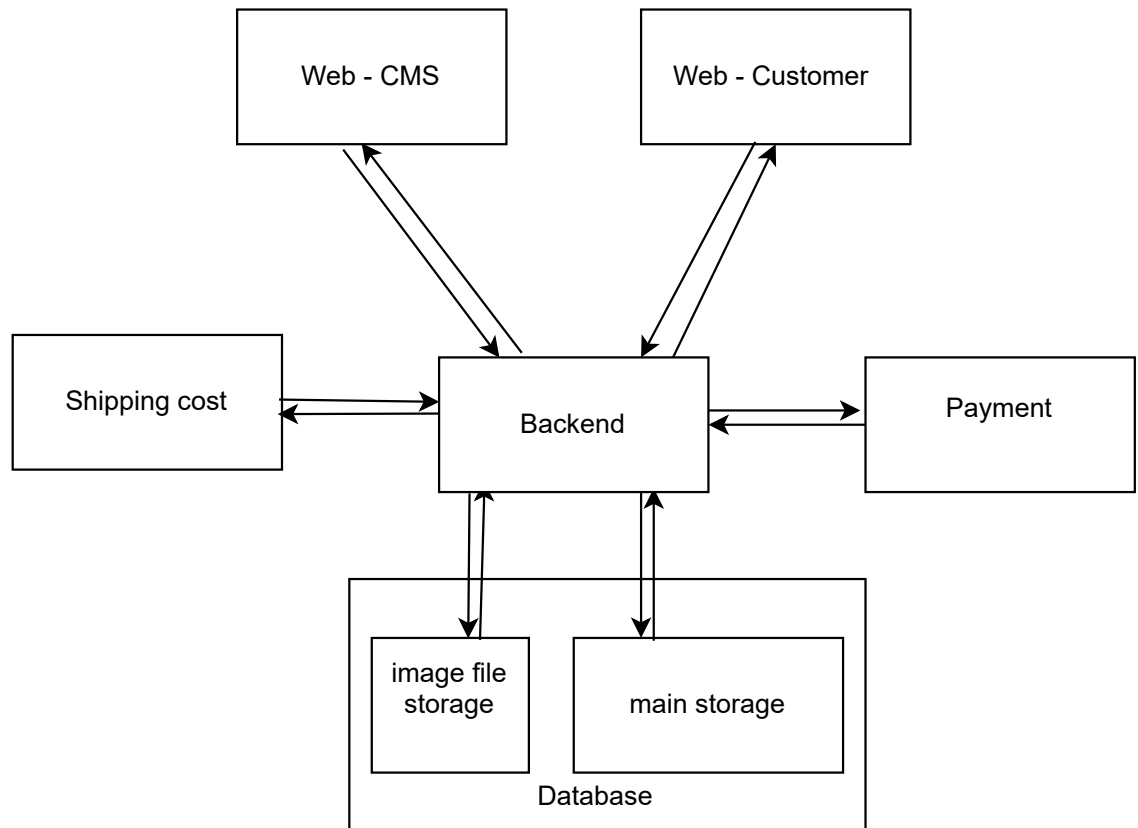 Web - CMS
Web - Customer
Shipping cost
Backend
Payment
image file
storage
main storage
Database